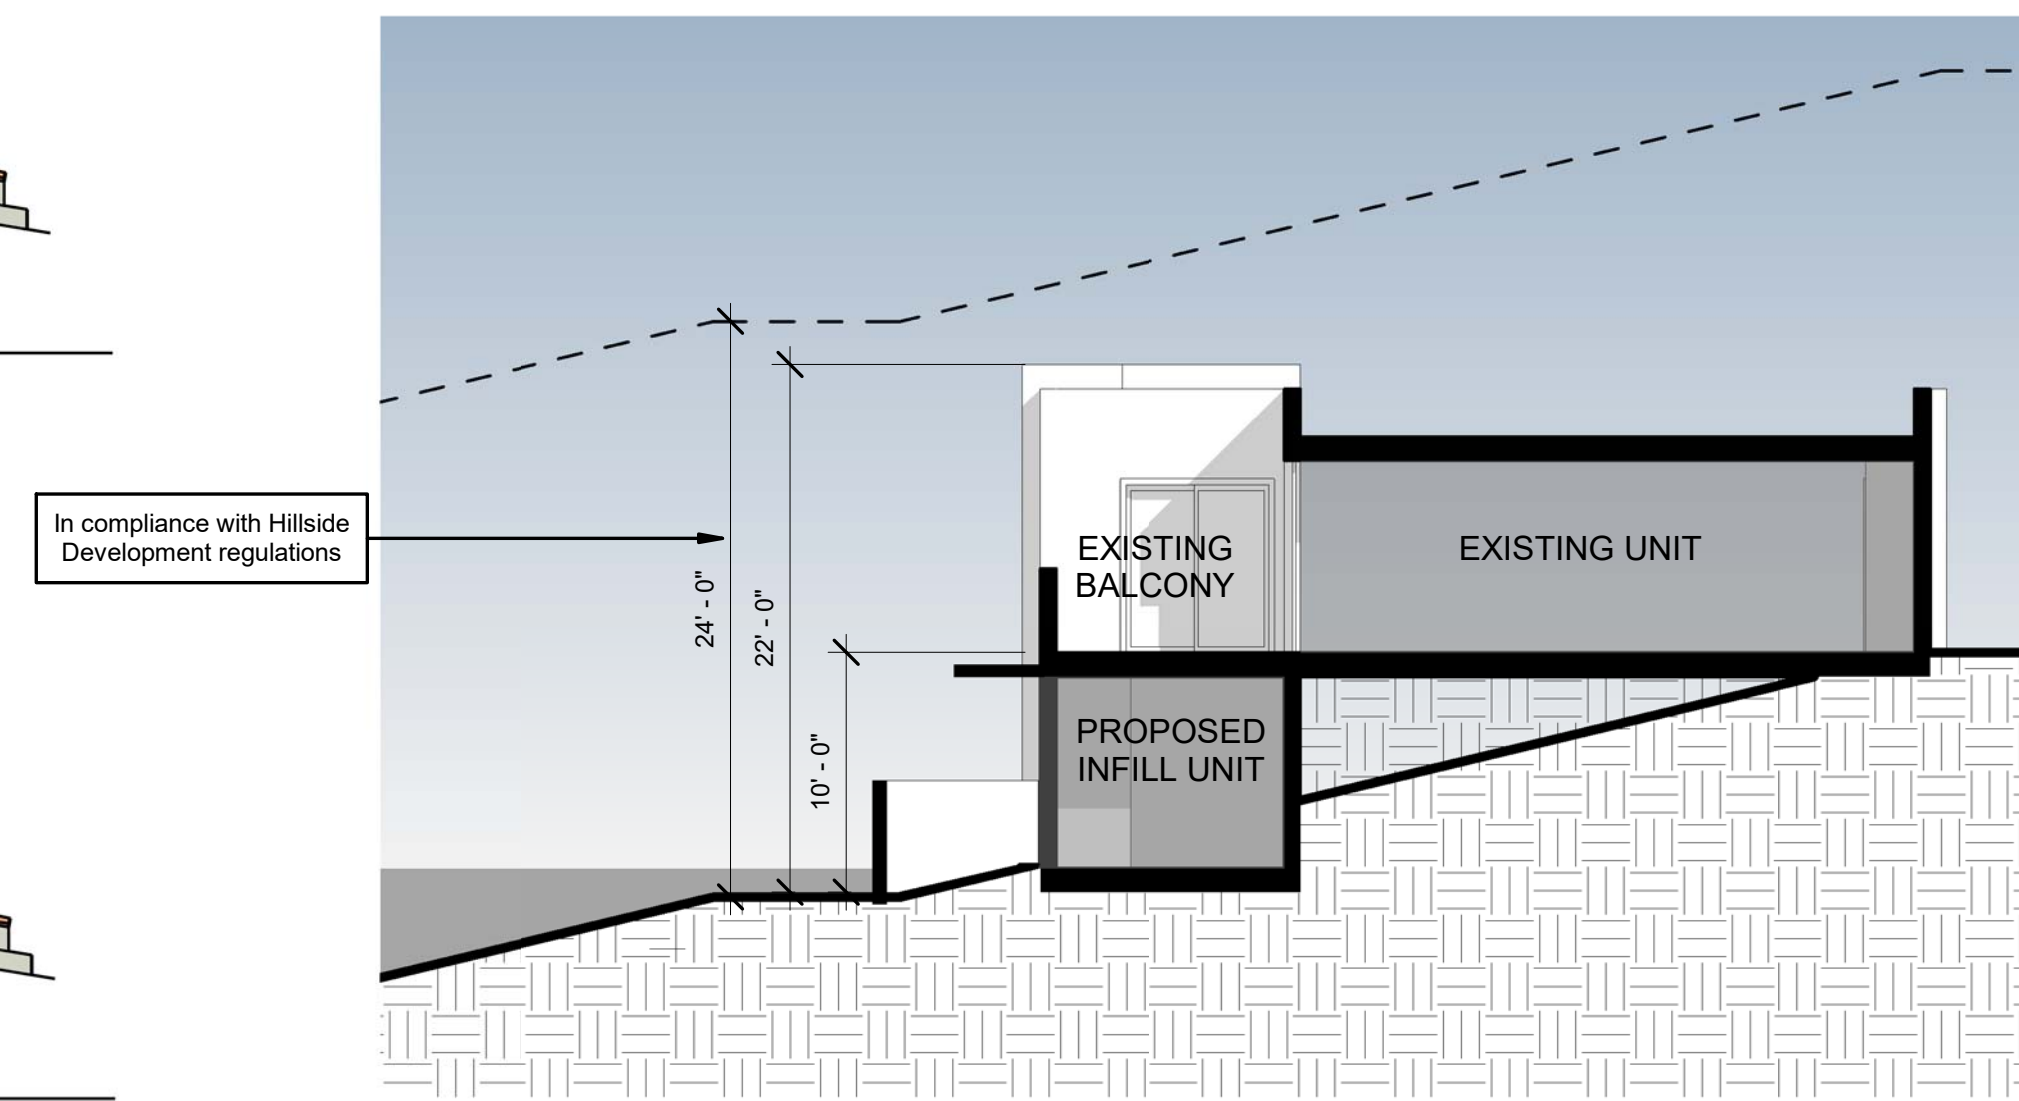 In compliance with Hillside
Development regulations
24' - 0"
22' - 0"
10' - 0"
EXISTING
BALCONY
EXISTING UNIT
PROPOSED
INFILL UNIT